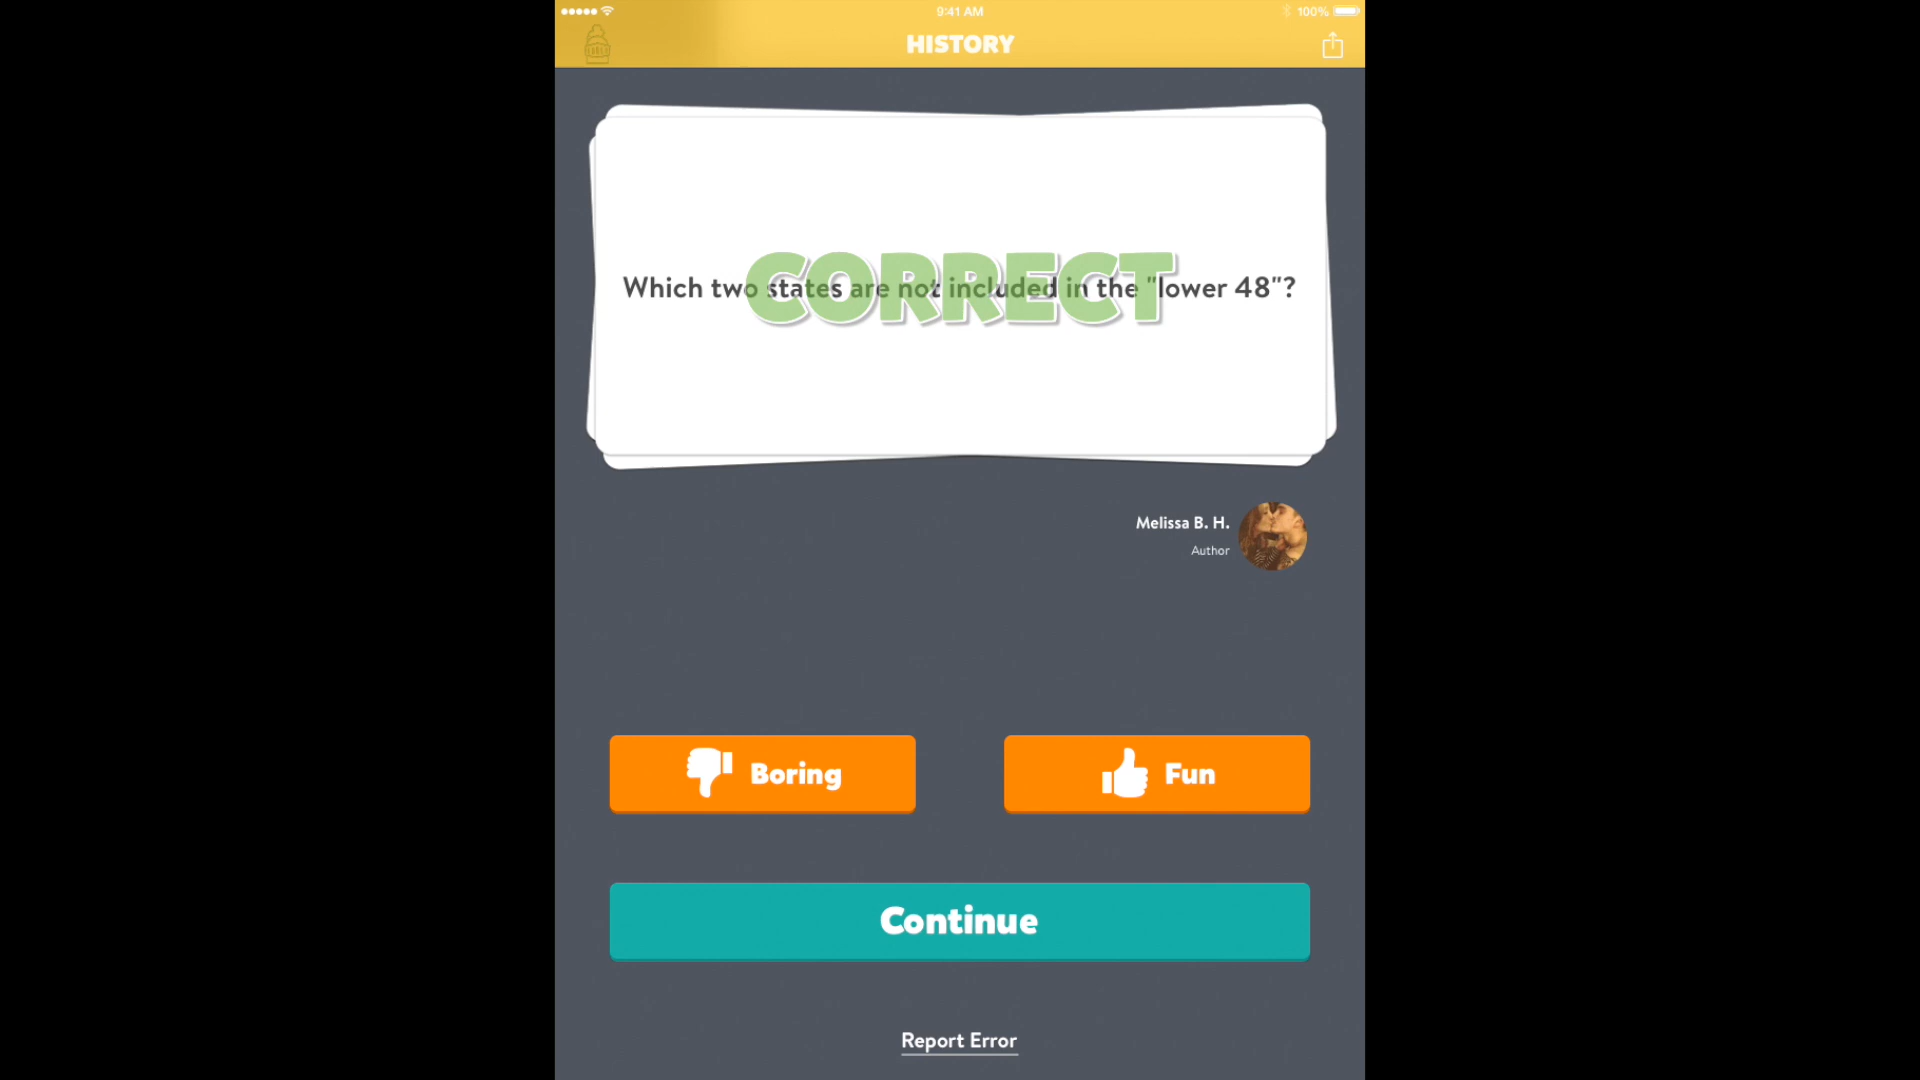 9:41 AM
100%
HISTORY
Which two states are not included in the "lower 48"?
CORRECT
Melissa B. H.
Author
Boring
Fun
Continue
Report Error